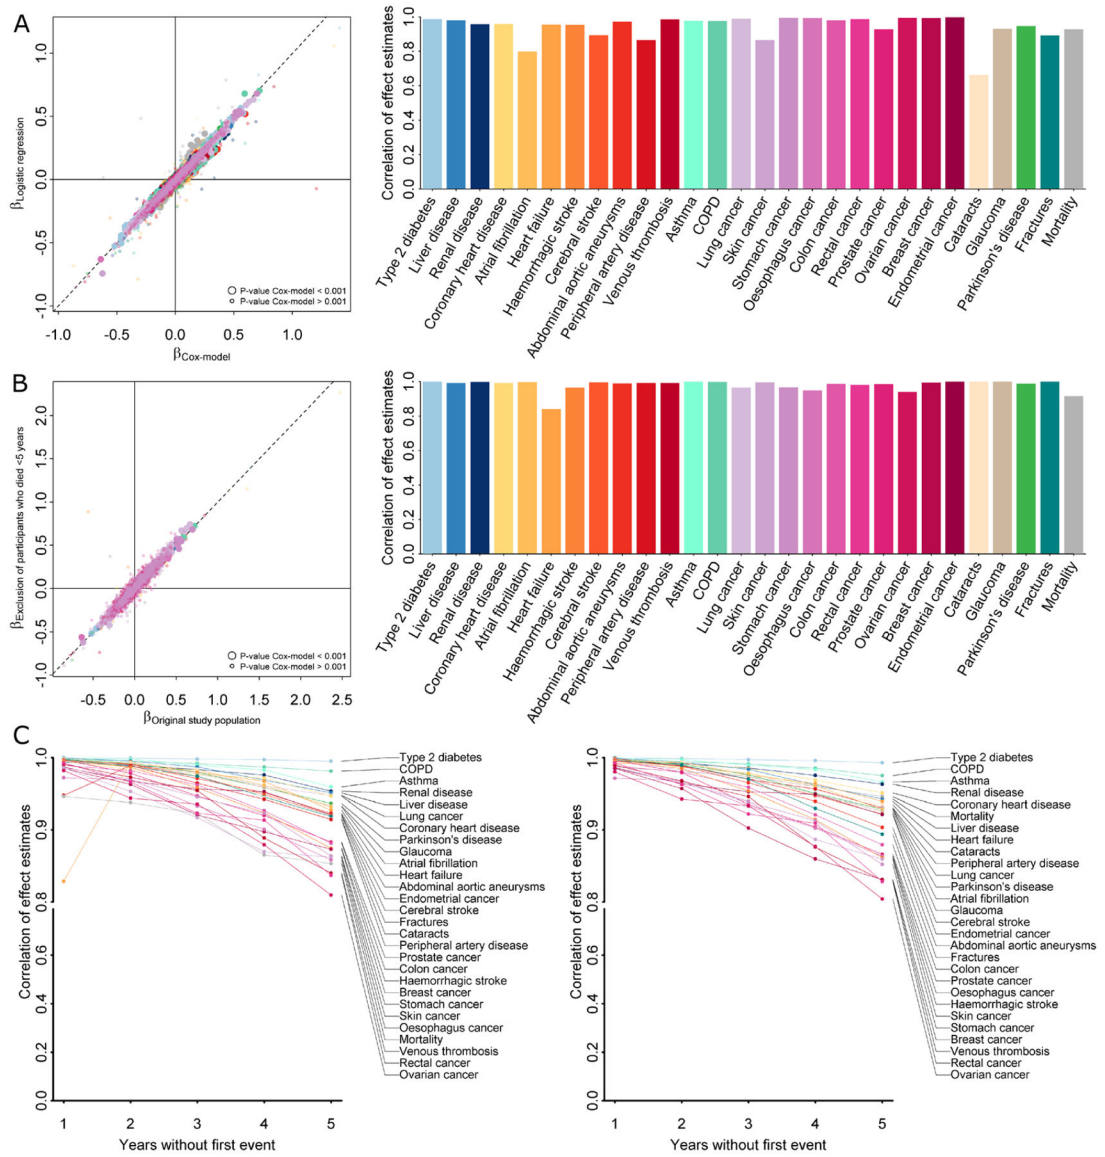 A
βLogistic regression
1.0
0.5
0.0
-0.5
-1.0
P-value Cox-model < 0.001
P-value Cox-model > 0.001
-1.0 -0.5 0.0 0.5 1.0
βCox-model
Correlation of effect estimates
1.0
0.8
0.6
0.4
0.2
0.0
Type 2 diabetes
Liver disease
Renal disease
Coronary heart disease
Atrial fibrillation
Heart failure
Haemorrhagic stroke
Cerebral stroke
Abdominal aortic aneurysms
Peripheral artery disease
Venous thrombosis
Asthma
COPD
Lung cancer
Skin cancer
Stomach cancer
Oesophagus cancer
Colon cancer
Rectal cancer
Prostate cancer
Ovarian cancer
Breast cancer
Endometrial cancer
Cataracts
Glaucoma
Parkinson's disease
Fractures
Mortality
B
βExclusion of participants who died <5 years
2.0
1.5
1.0
0.5
0.0
-0.5
-1.0
P-value Cox-model < 0.001
P-value Cox-model > 0.001
-0.5 0.0 0.5 1.0 1.5 2.0 2.5
βOriginal study population
Correlation of effect estimates
1.0
0.8
0.6
0.4
0.2
0.0
Type 2 diabetes
Liver disease
Renal disease
Coronary heart disease
Atrial fibrillation
Heart failure
Haemorrhagic stroke
Cerebral stroke
Abdominal aortic aneurysms
Peripheral artery disease
Venous thrombosis
Asthma
COPD
Lung cancer
Skin cancer
Stomach cancer
Oesophagus cancer
Colon cancer
Rectal cancer
Prostate cancer
Ovarian cancer
Breast cancer
Endometrial cancer
Cataracts
Glaucoma
Parkinson's disease
Fractures
Mortality
C
Correlation of effect estimates
1.0
0.9
0.8
0.6
0.4
0.2
0.0
1 2 3 4 5
Years without first event
Type 2 diabetes
COPD
Asthma
Renal disease
Liver disease
Lung cancer
Coronary heart disease
Parkinson's disease
Glaucoma
Atrial fibrillation
Heart failure
Abdominal aortic aneurysms
Endometrial cancer
Cerebral stroke
Fractures
Cataracts
Peripheral artery disease
Prostate cancer
Colon cancer
Haemorrhagic stroke
Breast cancer
Stomach cancer
Skin cancer
Oesophagus cancer
Mortality
Venous thrombosis
Rectal cancer
Ovarian cancer
Correlation of effect estimates
1.0
0.9
0.8
0.6
0.4
0.2
0.0
1 2 3 4 5
Years without first event
Type 2 diabetes
COPD
Asthma
Renal disease
Coronary heart disease
Mortality
Liver disease
Heart failure
Cataracts
Peripheral artery disease
Lung cancer
Parkinson's disease
Atrial fibrillation
Glaucoma
Cerebral stroke
Endometrial cancer
Abdominal aortic aneurysms
Fractures
Colon cancer
Prostate cancer
Oesophagus cancer
Haemorrhagic stroke
Skin cancer
Stomach cancer
Breast cancer
Venous thrombosis
Rectal cancer
Ovarian cancer